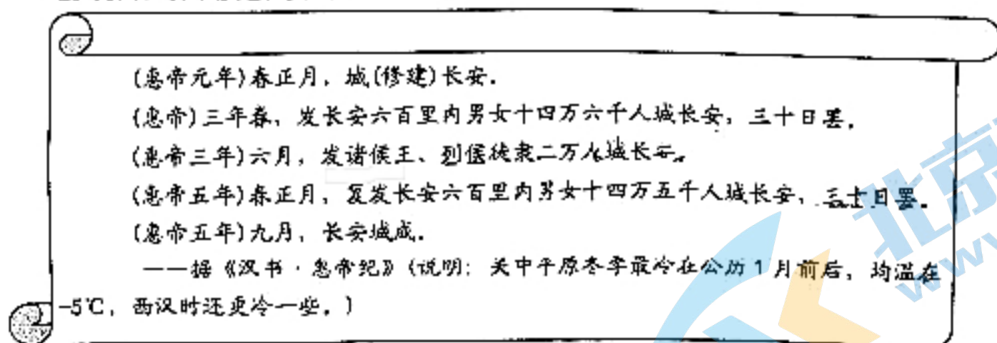 (惠帝元年)春正月，城(修建)长安.
(惠帝)三年春，发长安六百里内男女十四万六千人城长安，三十日罢.
(惠帝三年)六月，发诸侯王、列侯徒隶二万人城长安.
(惠帝五年)春正月，复发长安六百里内男女十四万五千人城长安，三十日罢.
(惠帝五年)九月，长安城成.
——据《汉书·惠帝纪》(说明：关中平原冬季最冷在公历1月前后，均温在
-5℃，西汉时还更冷一些.)
北京
WWW